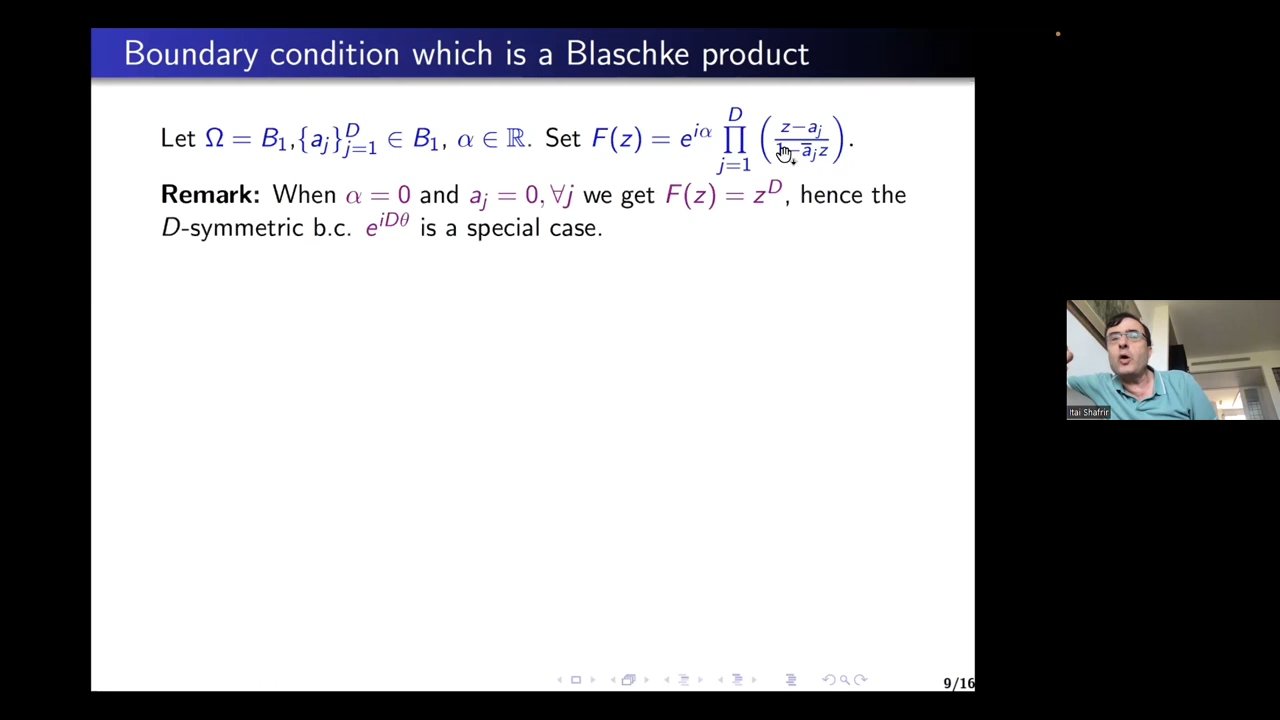 Boundary condition which is a Blaschke product
Let Ω = B₁,{aⱼ}ᴰⱼ₌₁ ∈ B₁, α ∈ ℝ. Set F(z) = e^{iα} ∏_{j=1}^{D} ((z−aⱼ)/(1−āⱼz)).
Remark: When α = 0 and aⱼ = 0, ∀j we get F(z) = zᴰ, hence the
D-symmetric b.c. e^{iDθ} is a special case.
Itai Shafrir
9/16